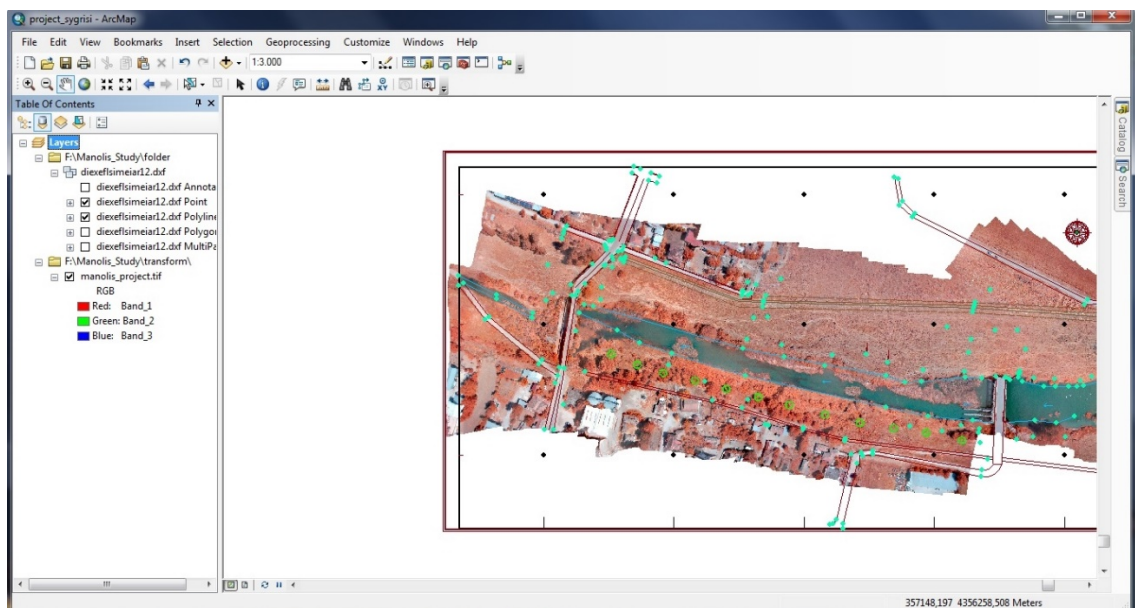 project_sygrisi - ArcMap
File Edit View Bookmarks Insert Selection Geoprocessing Customize Windows Help
1:3.000
Table Of Contents
Layers
F:\Manolis_Study\folder
diexeflsimeiar12.dxf
diexeflsimeiar12.dxf Annota
diexeflsimeiar12.dxf Point
diexeflsimeiar12.dxf Polyline
diexeflsimeiar12.dxf Polygo
diexeflsimeiar12.dxf MultiPa
F:\Manolis_Study\transform\
manolis_project.tif
RGB
Red: Band_1
Green: Band_2
Blue: Band_3
Catalog
Search
357148,197 4356258,508 Meters